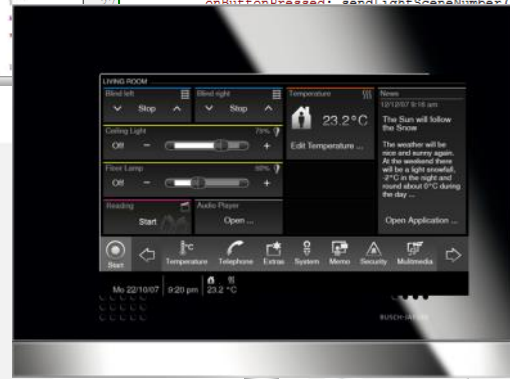 onButtonPressed: sendLightSceneNumber(
LIVING ROOM
Blind left
Blind right
Temperature
News
Stop
Stop
23.2°C
12/12/07 9:16 am
The Sun will follow
the Snow
Ceiling Light
79%
Off - +
Edit Temperature ...
The weather will be
nice and sunny again.
At the weekend there
will be a light snowfall,
-2°C in the night and
round about 0°C during
the day ...
Floor Lamp
Off - +
Reading
Audio Player
Start
Open ...
Open Application ...
Start
°C
Temperature
Telephone
Extras
System
Memo
Security
Multimedia
Mo 22/10/07 9:20 pm 23.2 °C